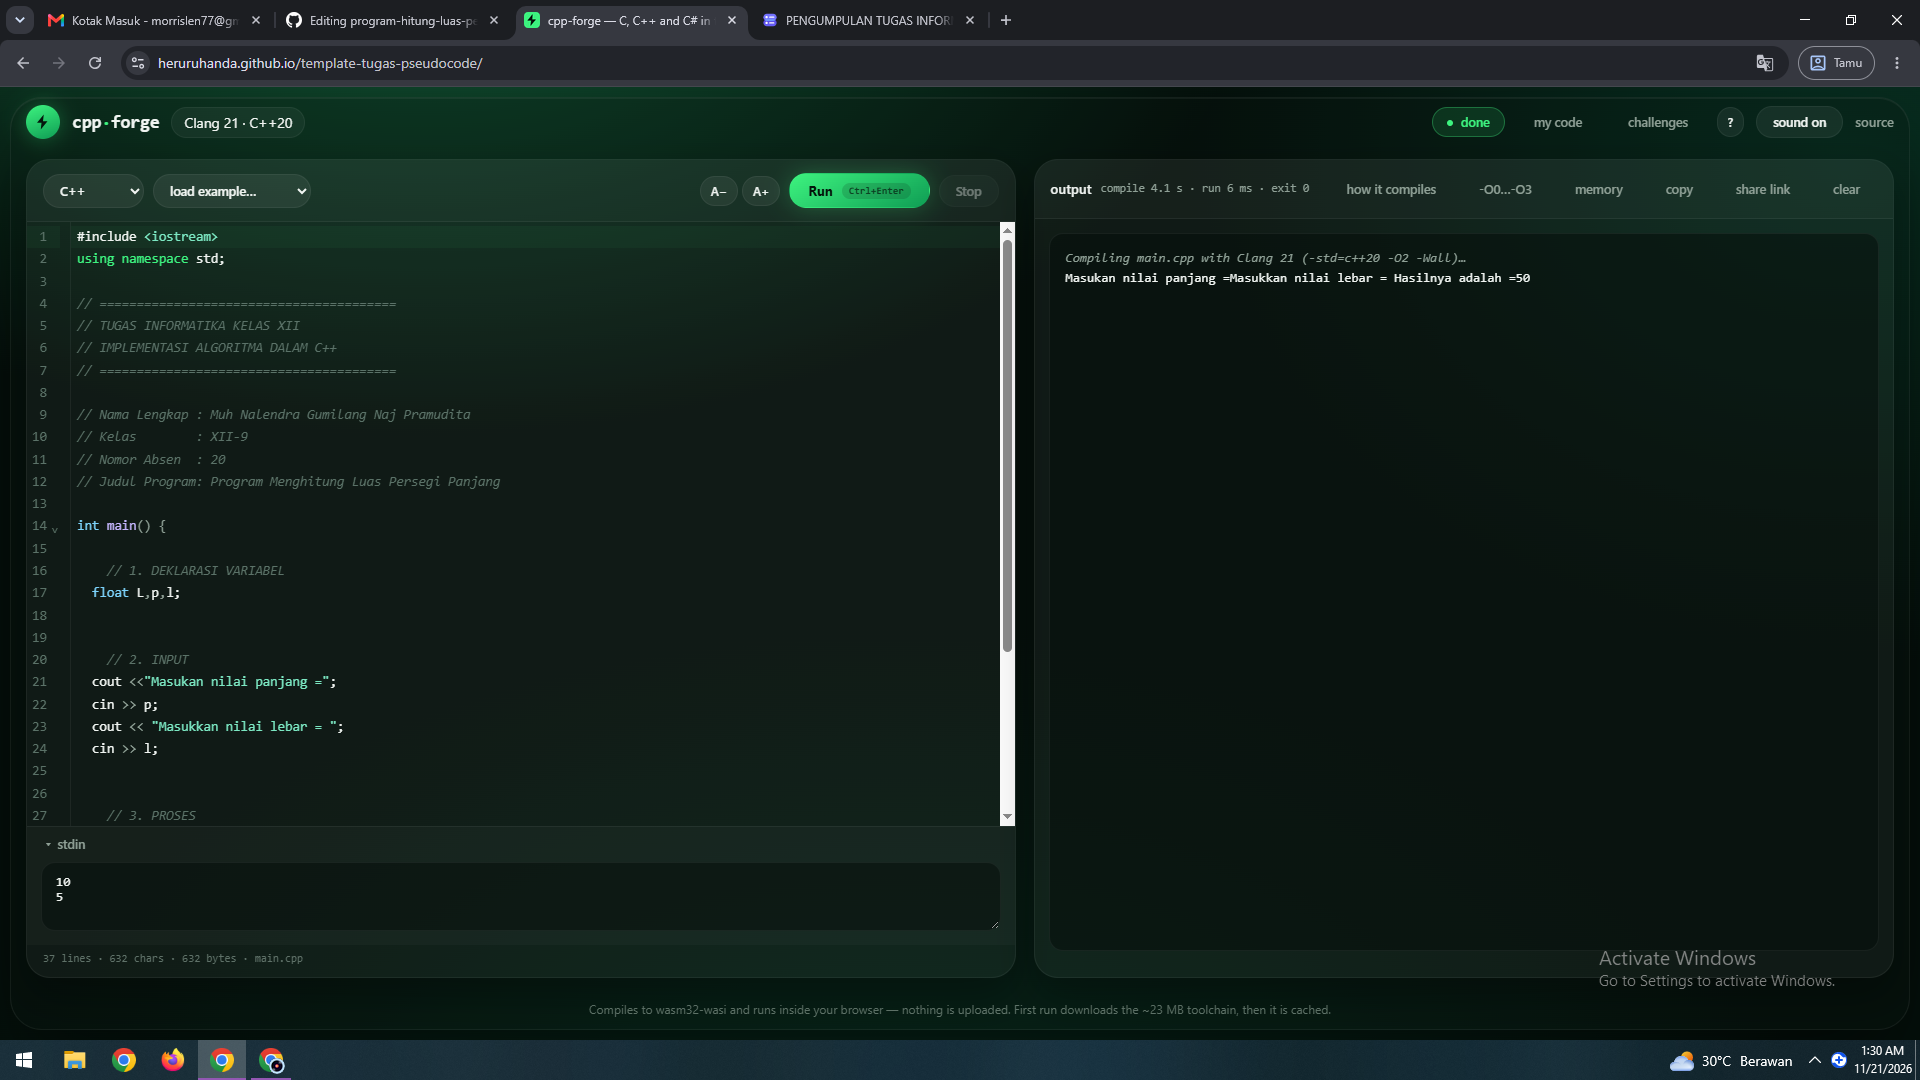 Kotak Masuk - morrislen77@gm
Editing program-hitung-luas-pe
cpp-forge — C, C++ and C# in
PENGUMPULAN TUGAS INFOR
heruruhanda.github.io/template-tugas-pseudocode/
Tamu
cpp·forge
Clang 21 · C++20
done
my code
challenges
?
sound on
source
C++
load example...
A−
A+
Run Ctrl+Enter
Stop
output compile 4.1 s · run 6 ms · exit 0
how it compiles
-O0...-O3
memory
copy
share link
clear
1 #include <iostream>
2 using namespace std;
3
4 // ========================================
5 // TUGAS INFORMATIKA KELAS XII
6 // IMPLEMENTASI ALGORITMA DALAM C++
7 // ========================================
8
9 // Nama Lengkap : Muh Nalendra Gumilang Naj Pramudita
10 // Kelas        : XII-9
11 // Nomor Absen  : 20
12 // Judul Program: Program Menghitung Luas Persegi Panjang
13
14 int main() {
15
16     // 1. DEKLARASI VARIABEL
17   float L,p,l;
18
19
20     // 2. INPUT
21   cout <<"Masukan nilai panjang =";
22   cin >> p;
23   cout << "Masukkan nilai lebar = ";
24   cin >> l;
25
26
27     // 3. PROSES
stdin
10
5
37 lines · 632 chars · 632 bytes · main.cpp
Compiling main.cpp with Clang 21 (-std=c++20 -O2 -Wall)…
Masukan nilai panjang =Masukkan nilai lebar = Hasilnya adalah =50
Activate Windows
Go to Settings to activate Windows.
Compiles to wasm32-wasi and runs inside your browser — nothing is uploaded. First run downloads the ~23 MB toolchain, then it is cached.
30°C Berawan
1:30 AM
11/21/2026